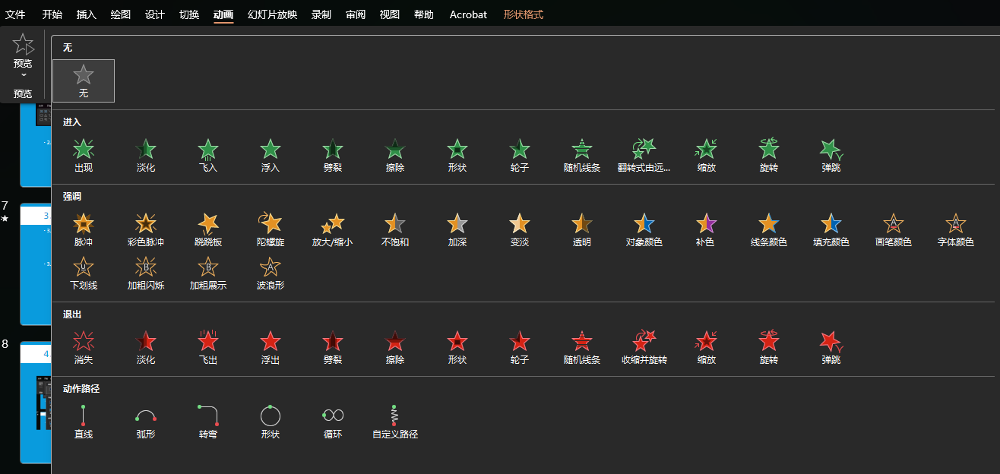 文件 开始 插入 绘图 设计 切换 动画 幻灯片放映 录制 审阅 视图 帮助 Acrobat 形状格式
预览
预览
无
无
进入
出现 淡化 飞入 浮入 劈裂 擦除 形状 轮子 随机线条 翻转式由远... 缩放 旋转 弹跳
强调
脉冲 彩色脉冲 跷跷板 陀螺旋 放大/缩小 不饱和 加深 变淡 透明 对象颜色 补色 线条颜色 填充颜色 画笔颜色 字体颜色
下划线 加粗闪烁 加粗展示 波浪形
退出
消失 淡化 飞出 浮出 劈裂 擦除 形状 轮子 随机线条 收缩并旋转 缩放 旋转 弹跳
动作路径
直线 弧形 转弯 形状 循环 自定义路径
· 2.
7
3
· 3.
· 3.
8
4